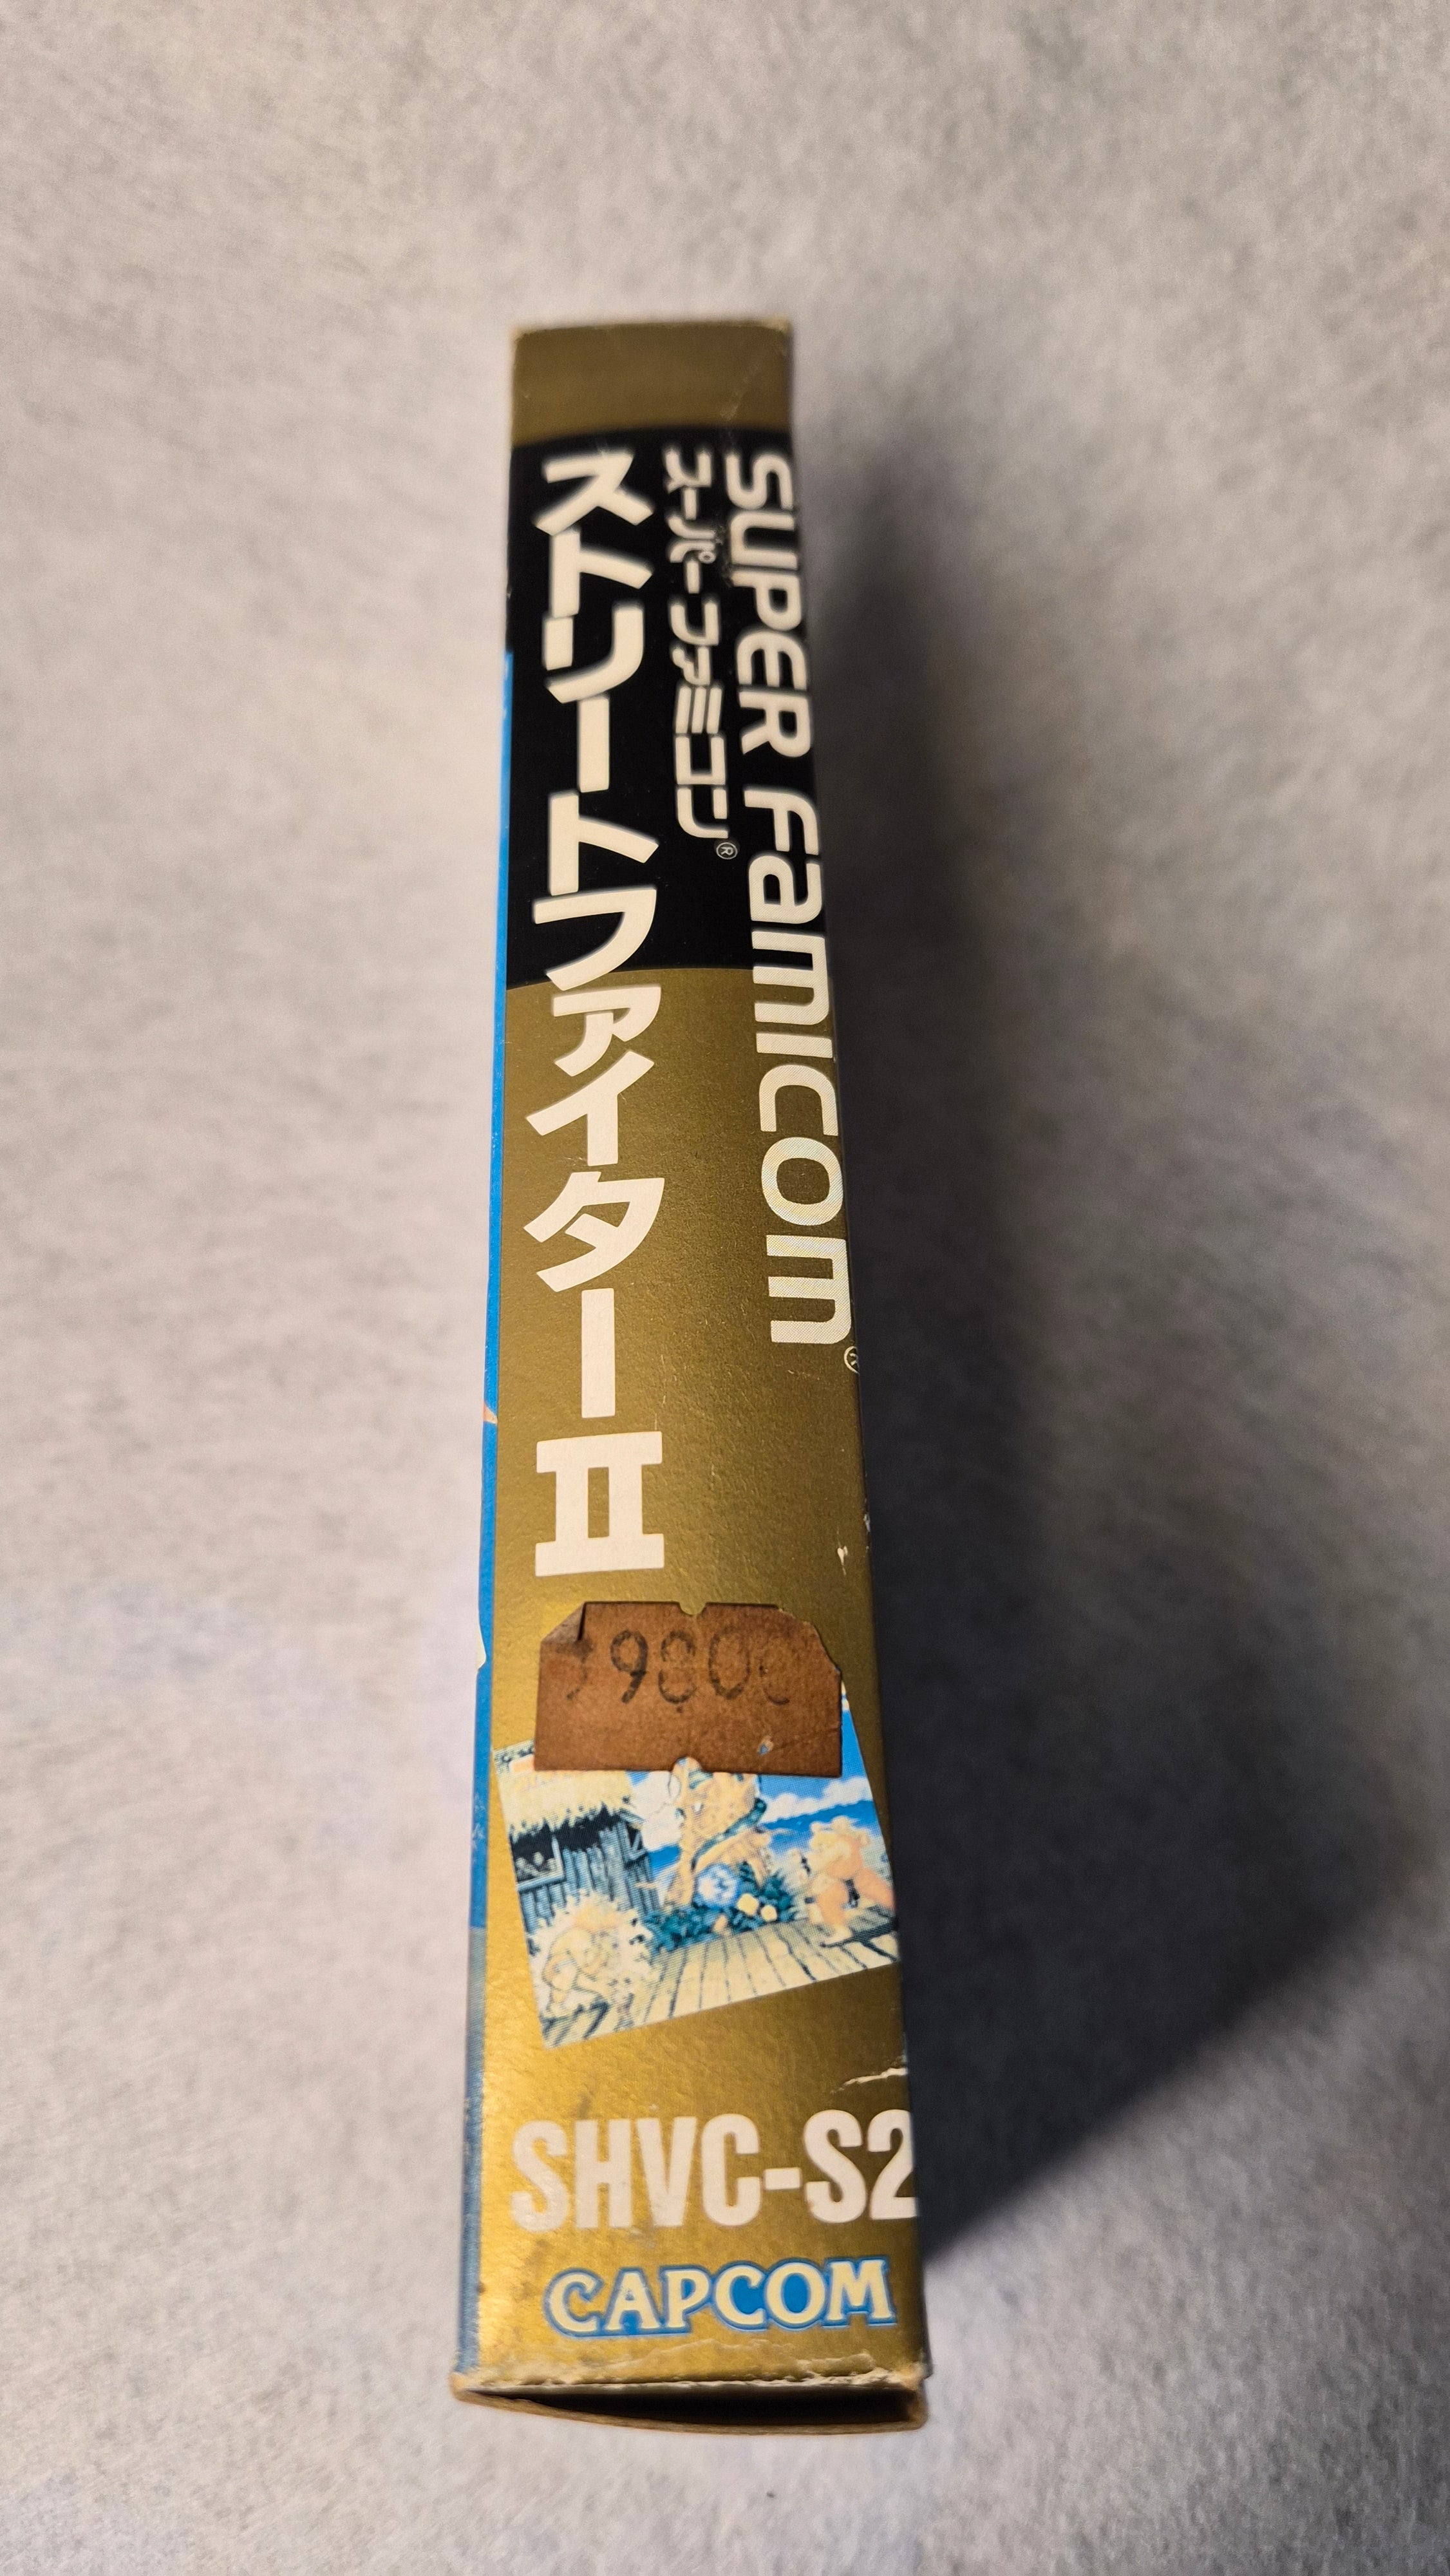 SUPER Famicom®
スーパーファミコン®
ストリートファイターII
9800
SHVC-S2
CAPCOM